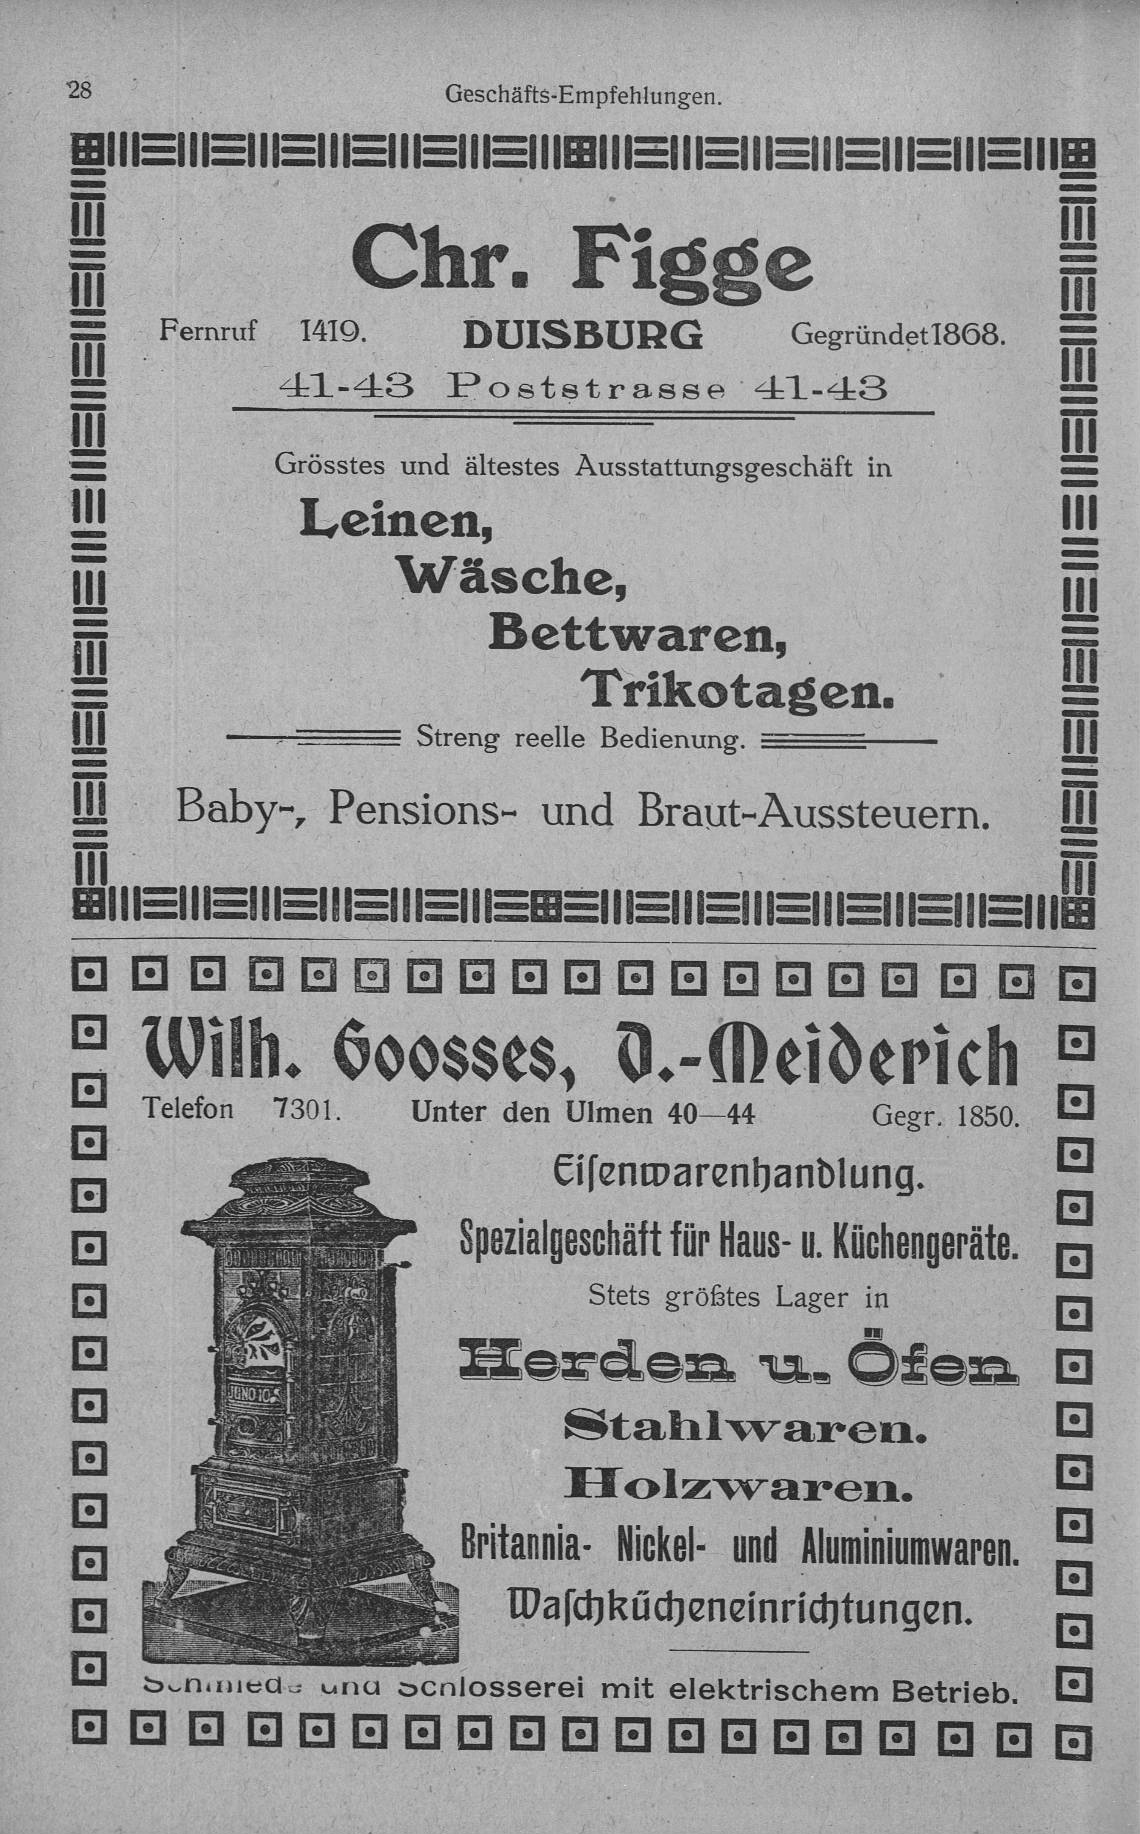 28
Geschäfts-Empfehlungen.
Chr. Figge
Fernruf 1419. DUISBURG Gegründet 1868.
41-43 Poststrasse 41-43
Grösstes und ältestes Ausstattungsgeschäft in
Leinen,
Wäsche,
Bettwaren,
Trikotagen.
Streng reelle Bedienung.
Baby-, Pensions- und Braut-Aussteuern.
Wilh. Goosses, D.-Meiderich
Telefon 7301. Unter den Ulmen 40—44 Gegr. 1850.
Eiſenwarenhandlung.
Spezialgeschäft für Haus- u. Küchengeräte.
Stets größtes Lager in
Herden u. Öfen
JUNO 10
Stahlwaren.
Holzwaren.
Britannia- Nickel- und Aluminiumwaren.
Waſchkücheneinrichtungen.
Schmiede und Schlosserei mit elektrischem Betrieb.